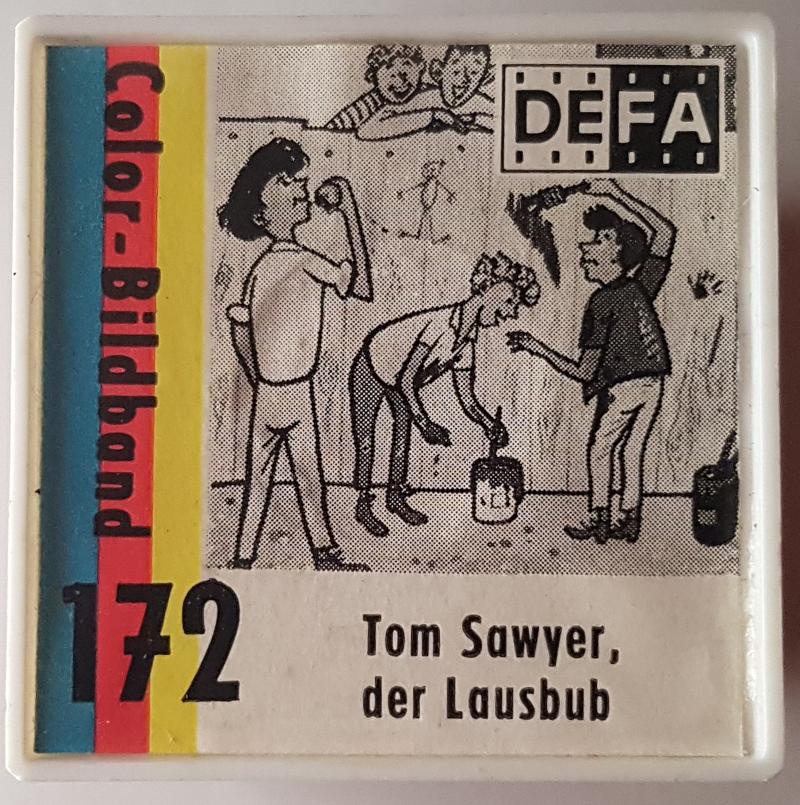 Color-Bildband
DEFA
172
Tom Sawyer,
der Lausbub